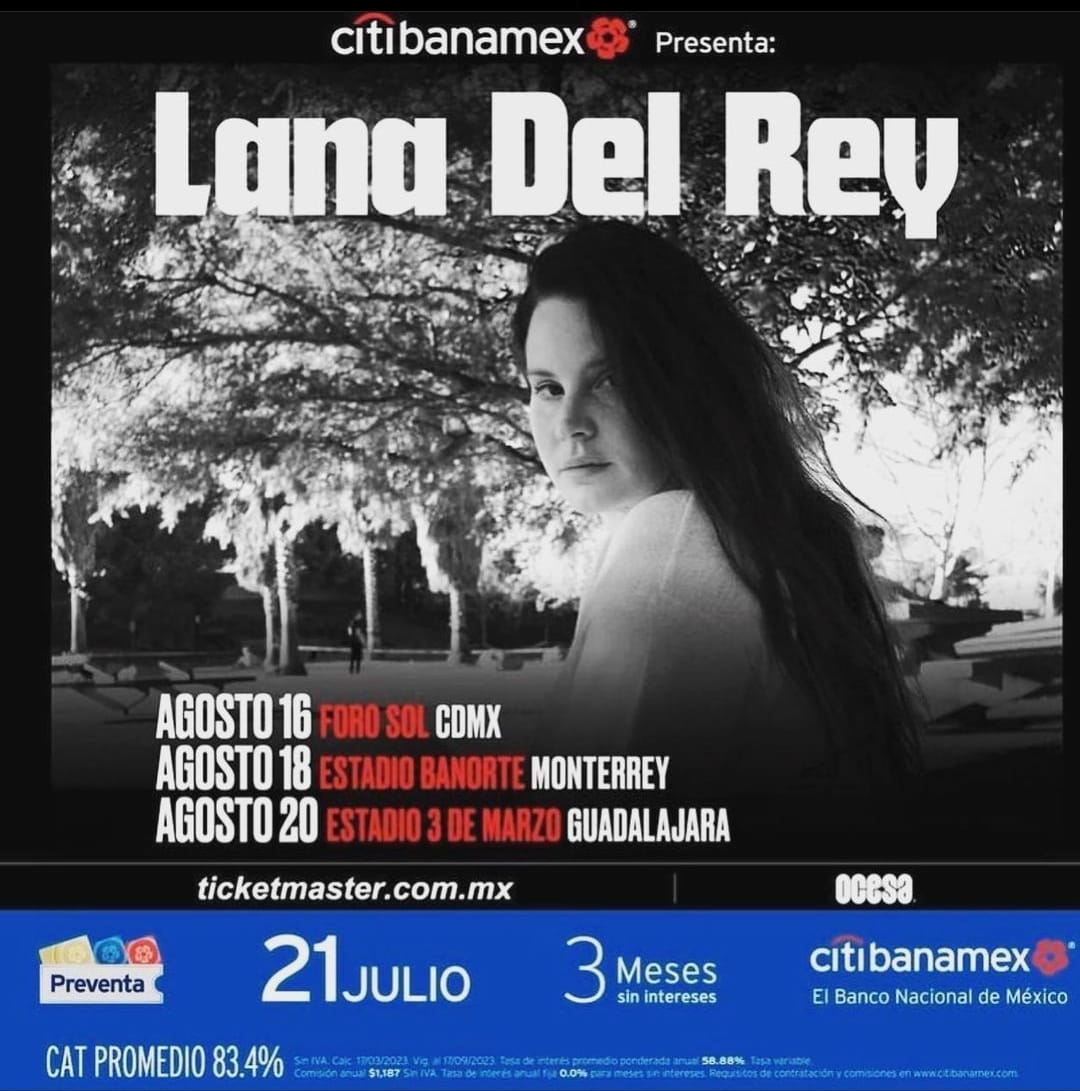 citibanamex® Presenta:
Lana Del Rey
AGOSTO 16 FORO SOL CDMX
AGOSTO 18 ESTADIO BANORTE MONTERREY
AGOSTO 20 ESTADIO 3 DE MARZO GUADALAJARA
ticketmaster.com.mx | ocesa
Preventa
21 JULIO
3 Meses
sin intereses
citibanamex®
El Banco Nacional de México
CAT PROMEDIO 83.4%
Sin IVA. Calc. 17/03/2023. Vig. al 17/09/2023. Tasa de interés promedio ponderada anual 58.88% Tasa variable.
Comisión anual $1,187 Sin IVA. Tasa de interés anual fija 0.0% para meses sin intereses. Requisitos de contratación y comisiones en www.citibanamex.com.